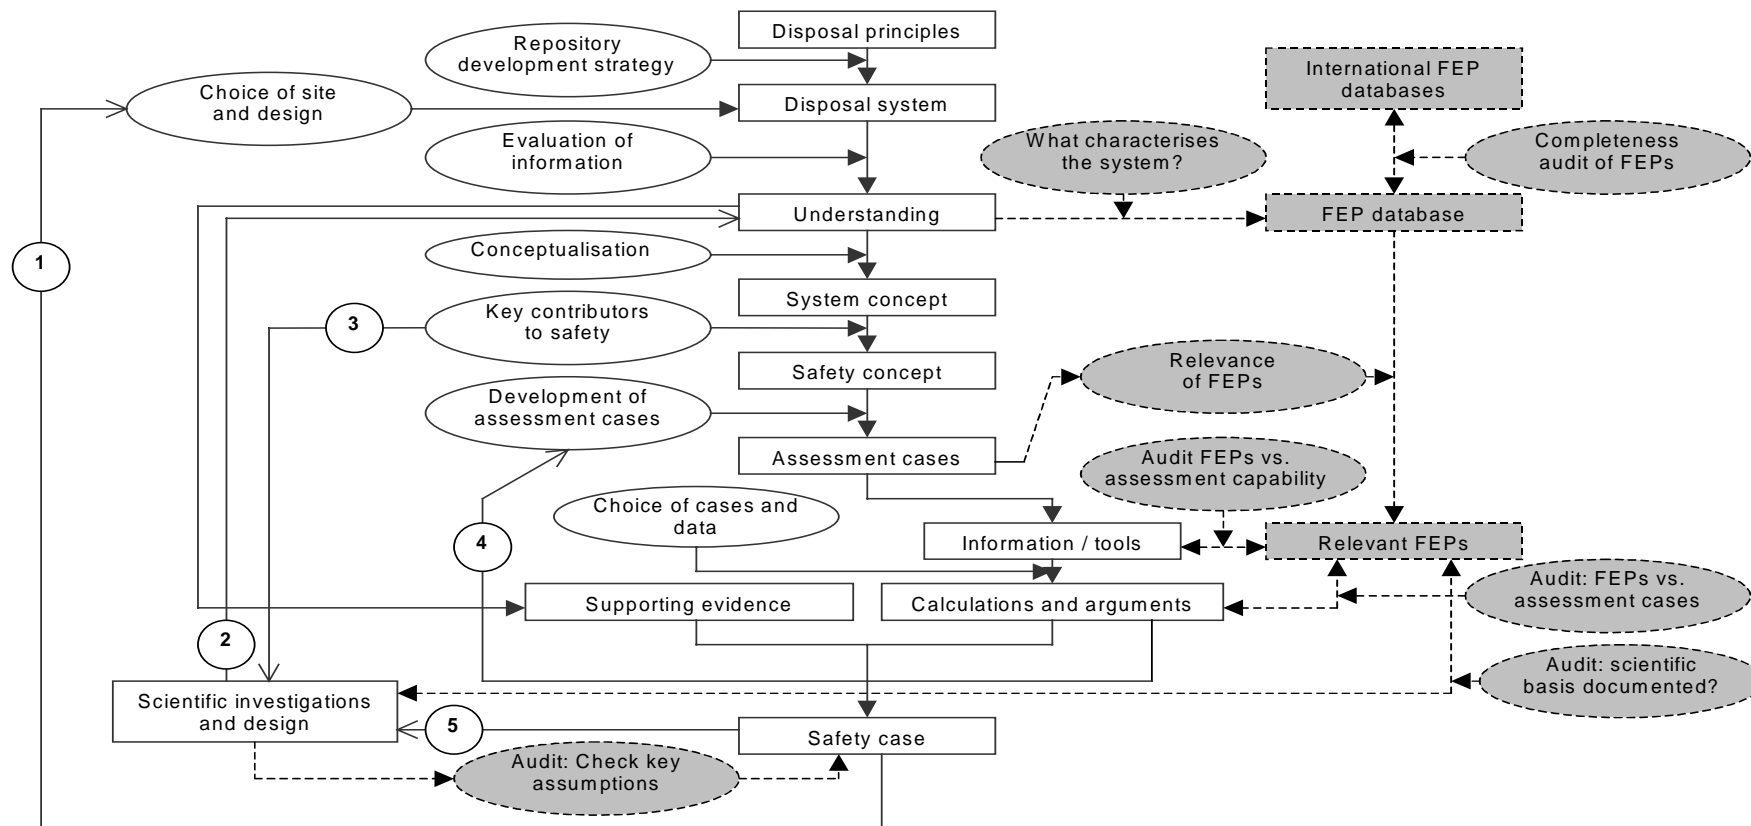 Disposal principles
Repository
development strategy
International FEP
databases
Choice of site
and design
Disposal system
Evaluation of
information
What characterises
the system?
Completeness
audit of FEPs
Understanding
FEP database
1
Conceptualisation
System concept
3
Key contributors
to safety
Safety concept
Relevance
of FEPs
Development of
assessment cases
Assessment cases
Audit FEPs vs.
assessment capability
Choice of cases and
data
4
Information / tools
Relevant FEPs
Supporting evidence
Calculations and arguments
Audit: FEPs vs.
assessment cases
2
Scientific investigations
and design
Audit: scientific
basis documented?
5
Safety case
Audit: Check key
assumptions